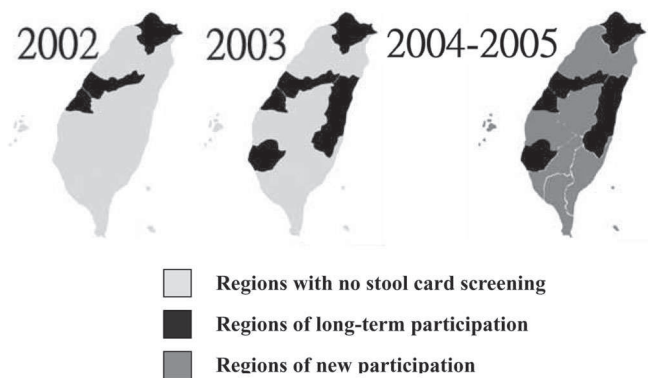 2002
2003
2004-2005
Regions with no stool card screening
Regions of long-term participation
Regions of new participation